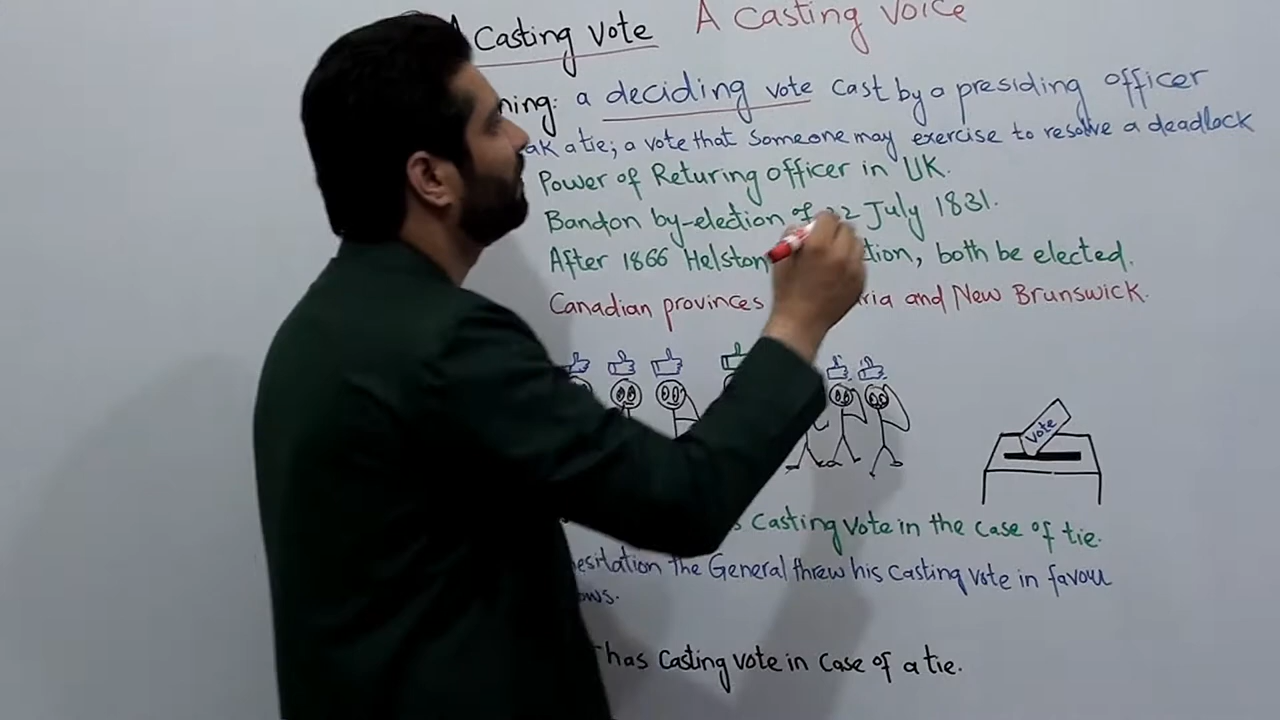 A Casting Vote A Casting Voice
ning: a deciding vote cast by a presiding officer
ak a tie; a vote that someone may exercise to resolve a deadlock
Power of Returing officer in UK.
Bandon by-election of 22 July 1831.
After 1866 Helston tion, both be elected.
Canadian provinces ria and New Brunswick.
vote
s casting vote in the case of tie.
esitation the General threw his casting vote in favou
ows.
has casting vote in case of a tie.